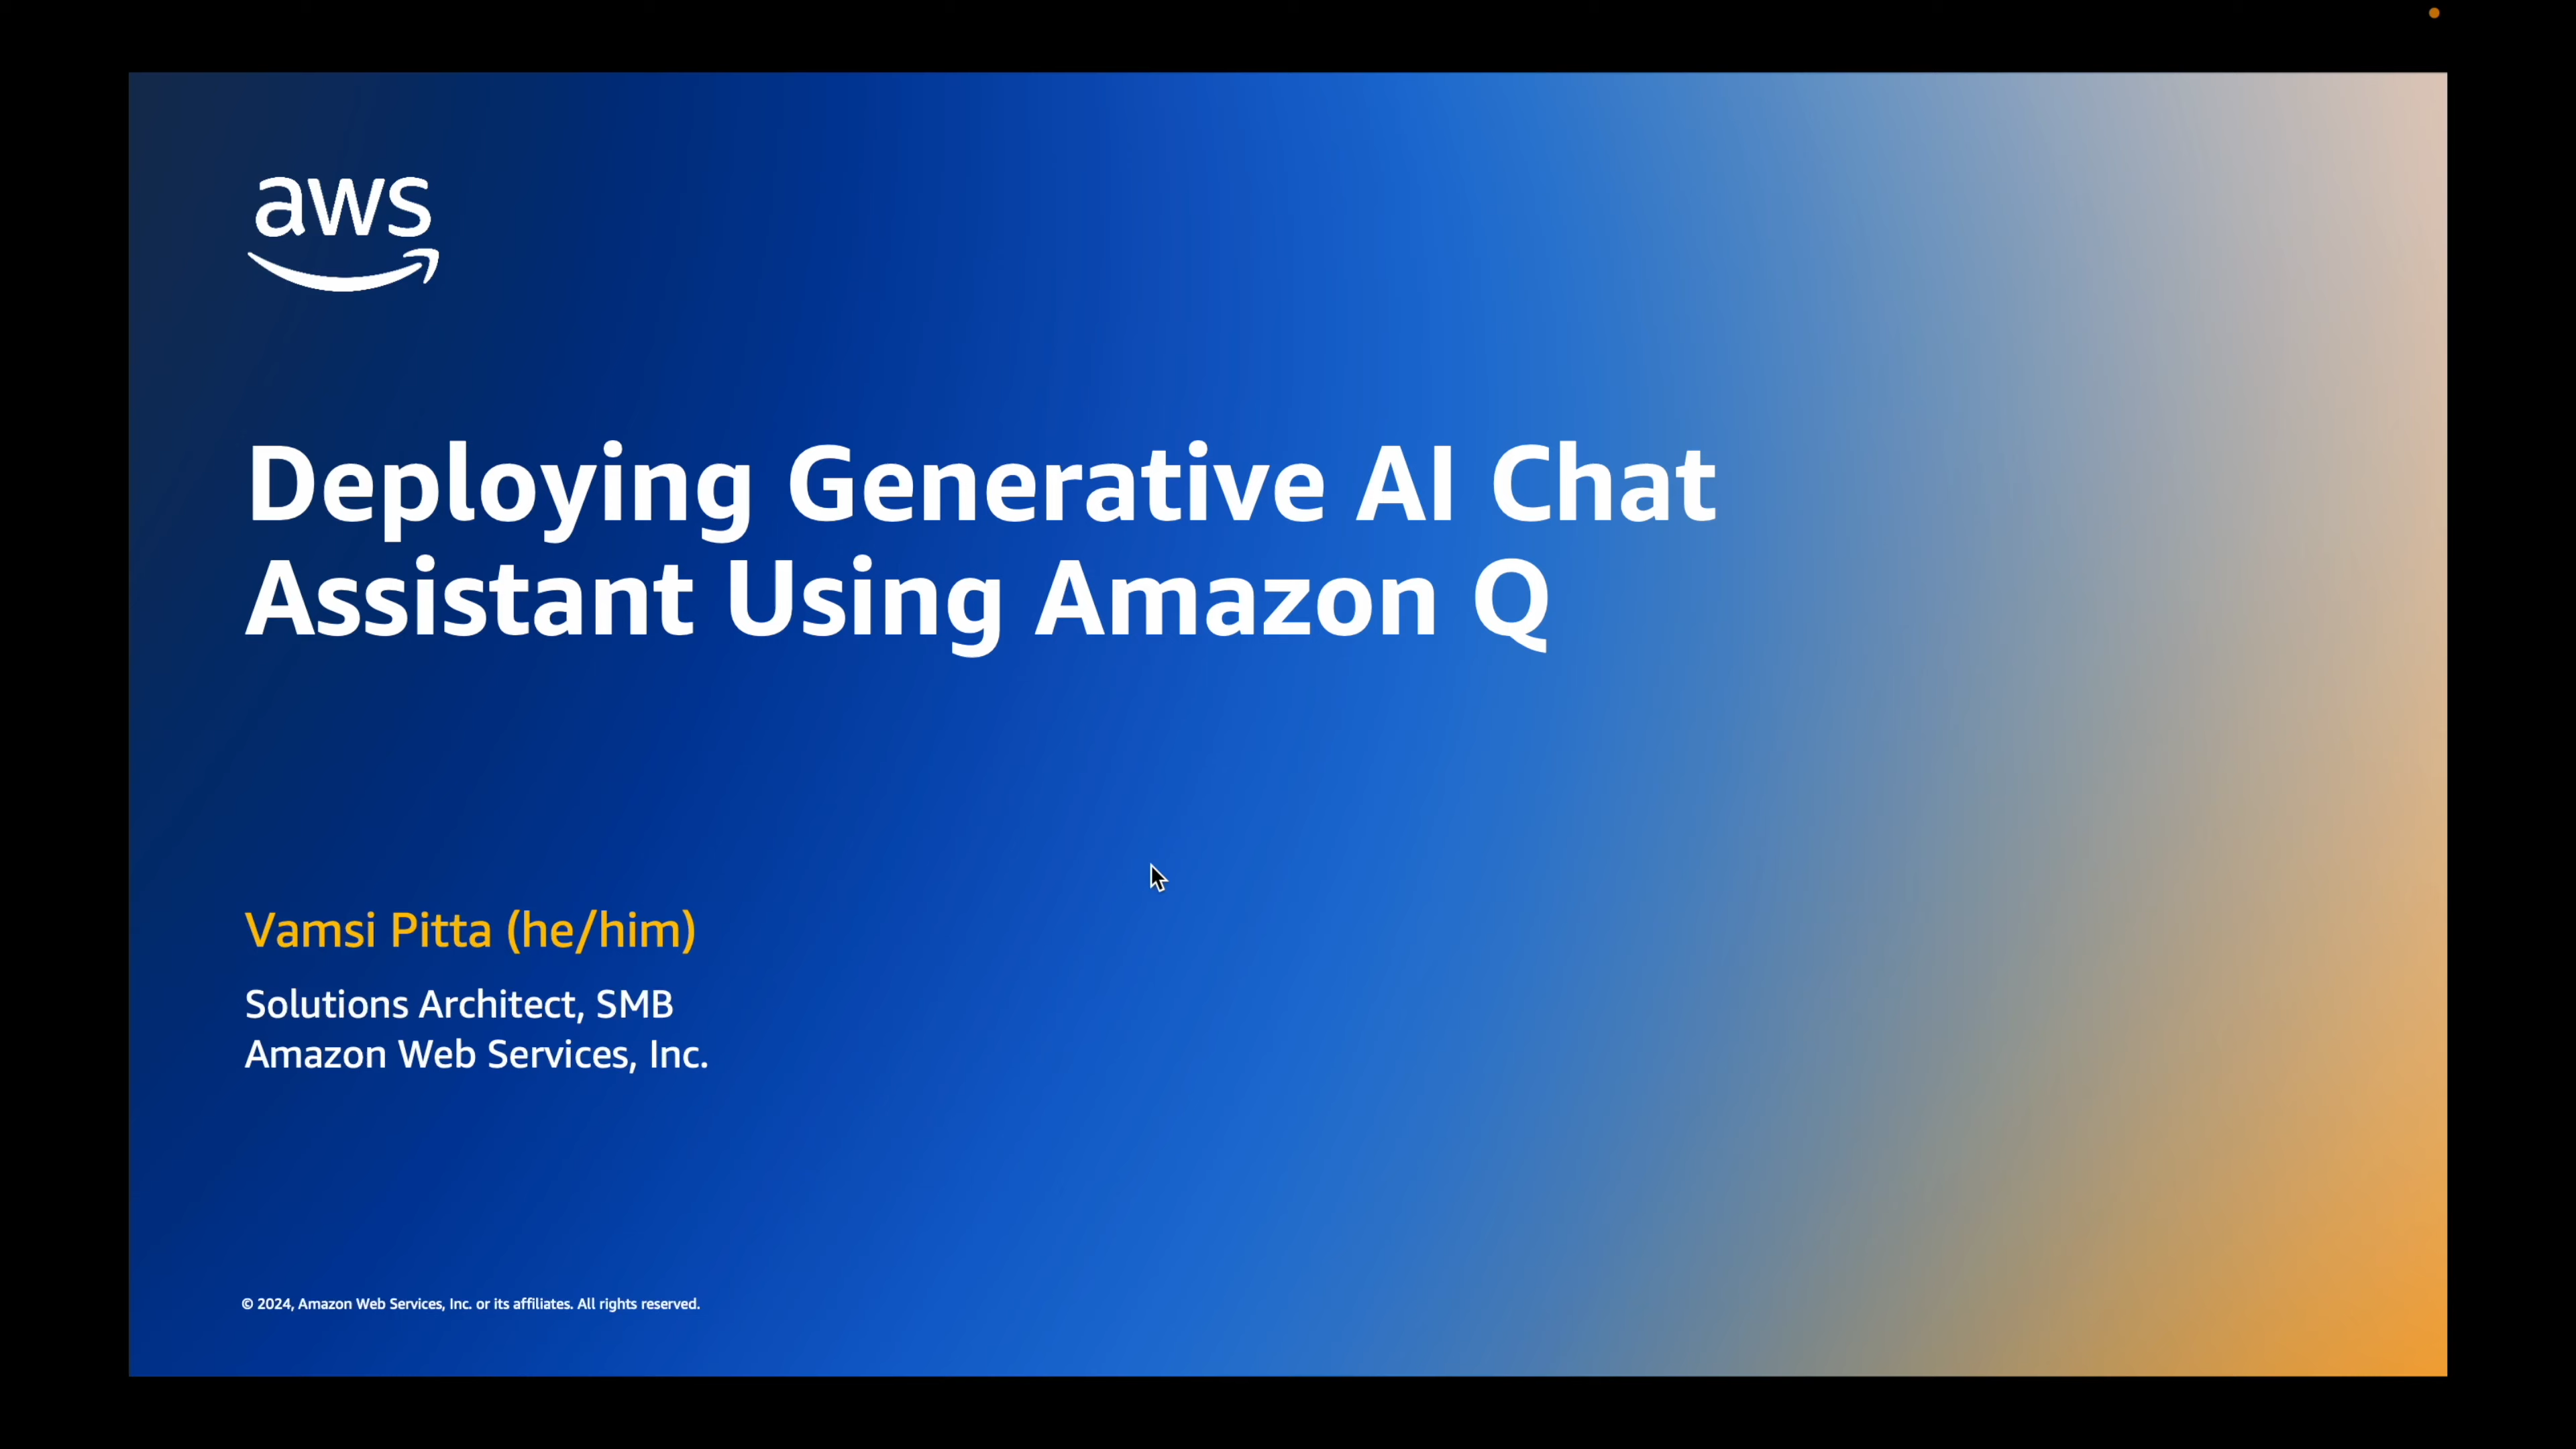 aws
Deploying Generative AI Chat
Assistant Using Amazon Q
Vamsi Pitta (he/him)
Solutions Architect, SMB
Amazon Web Services, Inc.
© 2024, Amazon Web Services, Inc. or its affiliates. All rights reserved.